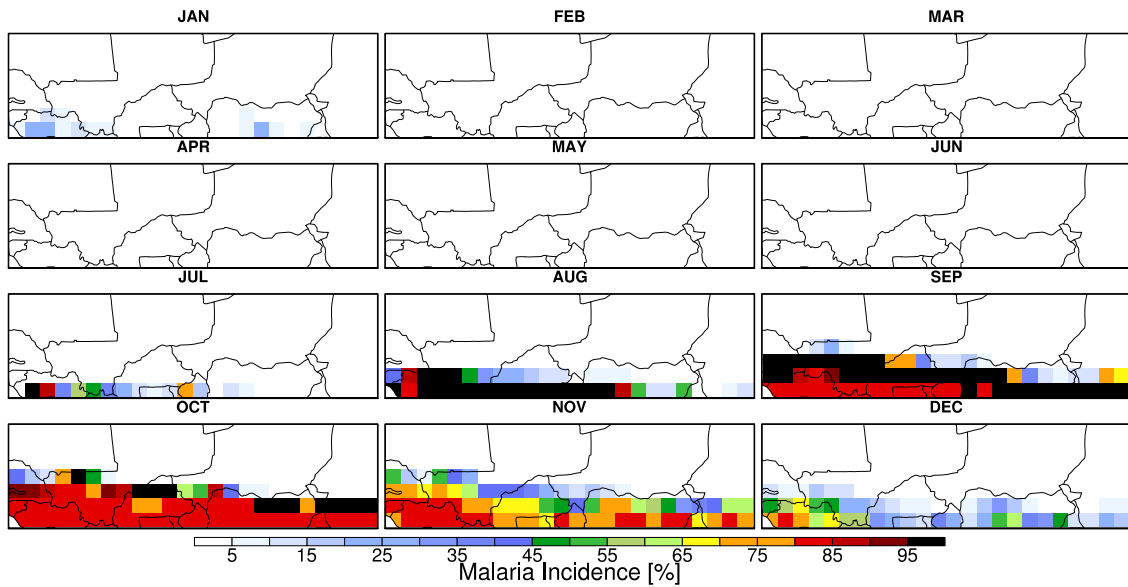 JAN FEB MAR
APR MAY JUN
JUL AUG SEP
OCT NOV DEC
5 15 25 35 45 55 65 75 85 95
Malaria Incidence [%]